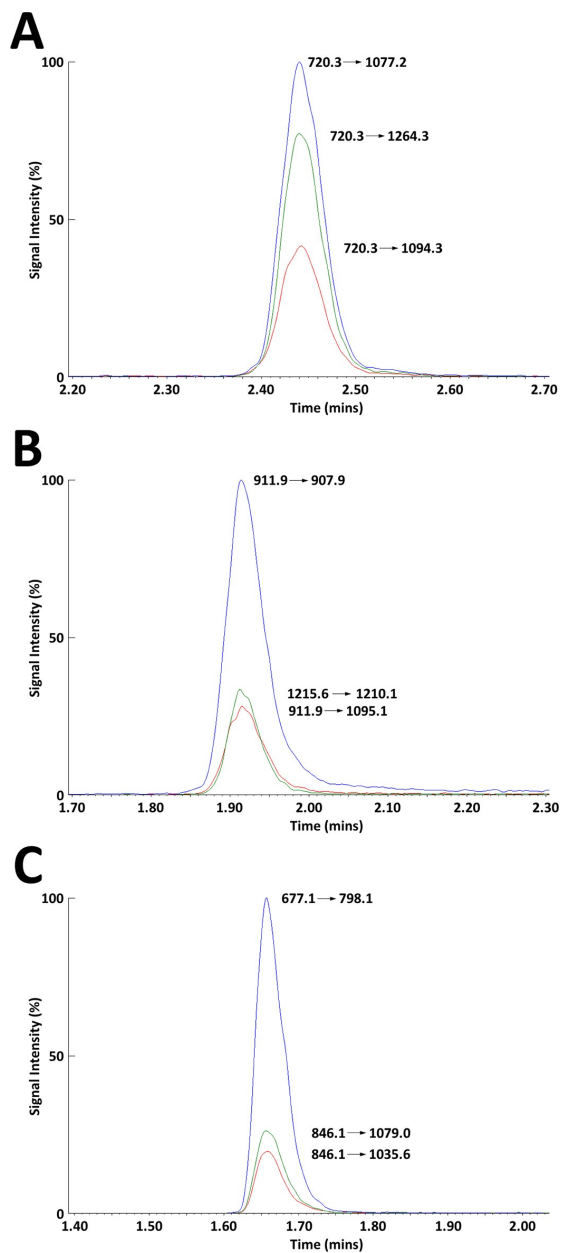 A
100
720.3→1077.2
720.3→1264.3
Signal Intensity (%)
50
720.3→1094.3
0
2.20 2.30 2.40 2.50 2.60 2.70
Time (mins)
B
100
911.9→907.9
Signal Intensity (%)
50
1215.6→1210.1
911.9→1095.1
0
1.70 1.80 1.90 2.00 2.10 2.20 2.30
Time (mins)
C
100
677.1→798.1
Signal Intensity (%)
50
846.1→1079.0
846.1→1035.6
0
1.40 1.50 1.60 1.70 1.80 1.90 2.00
Time (mins)